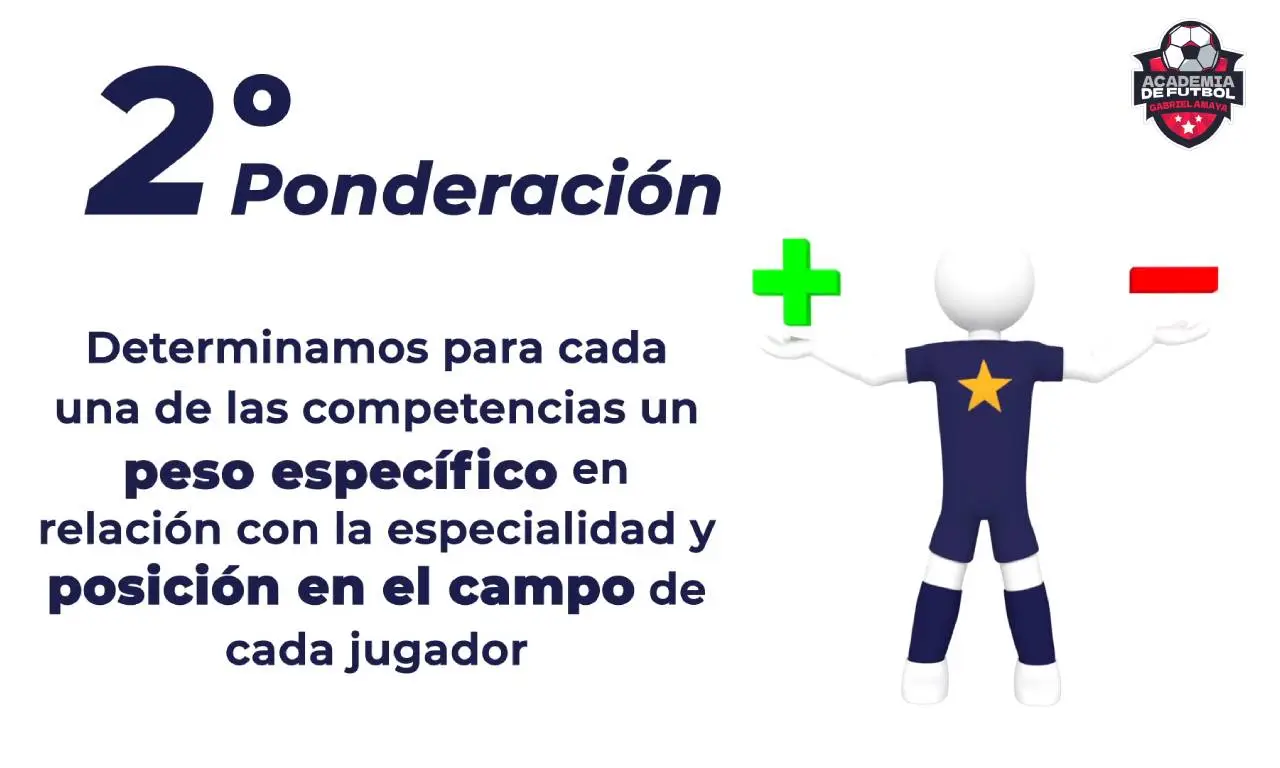 2º
Ponderación
Determinamos para cada
una de las competencias un
peso específico en
relación con la especialidad y
posición en el campo de
cada jugador
ACADEMIA
DE FUTBOL
GABRIEL AMAYA